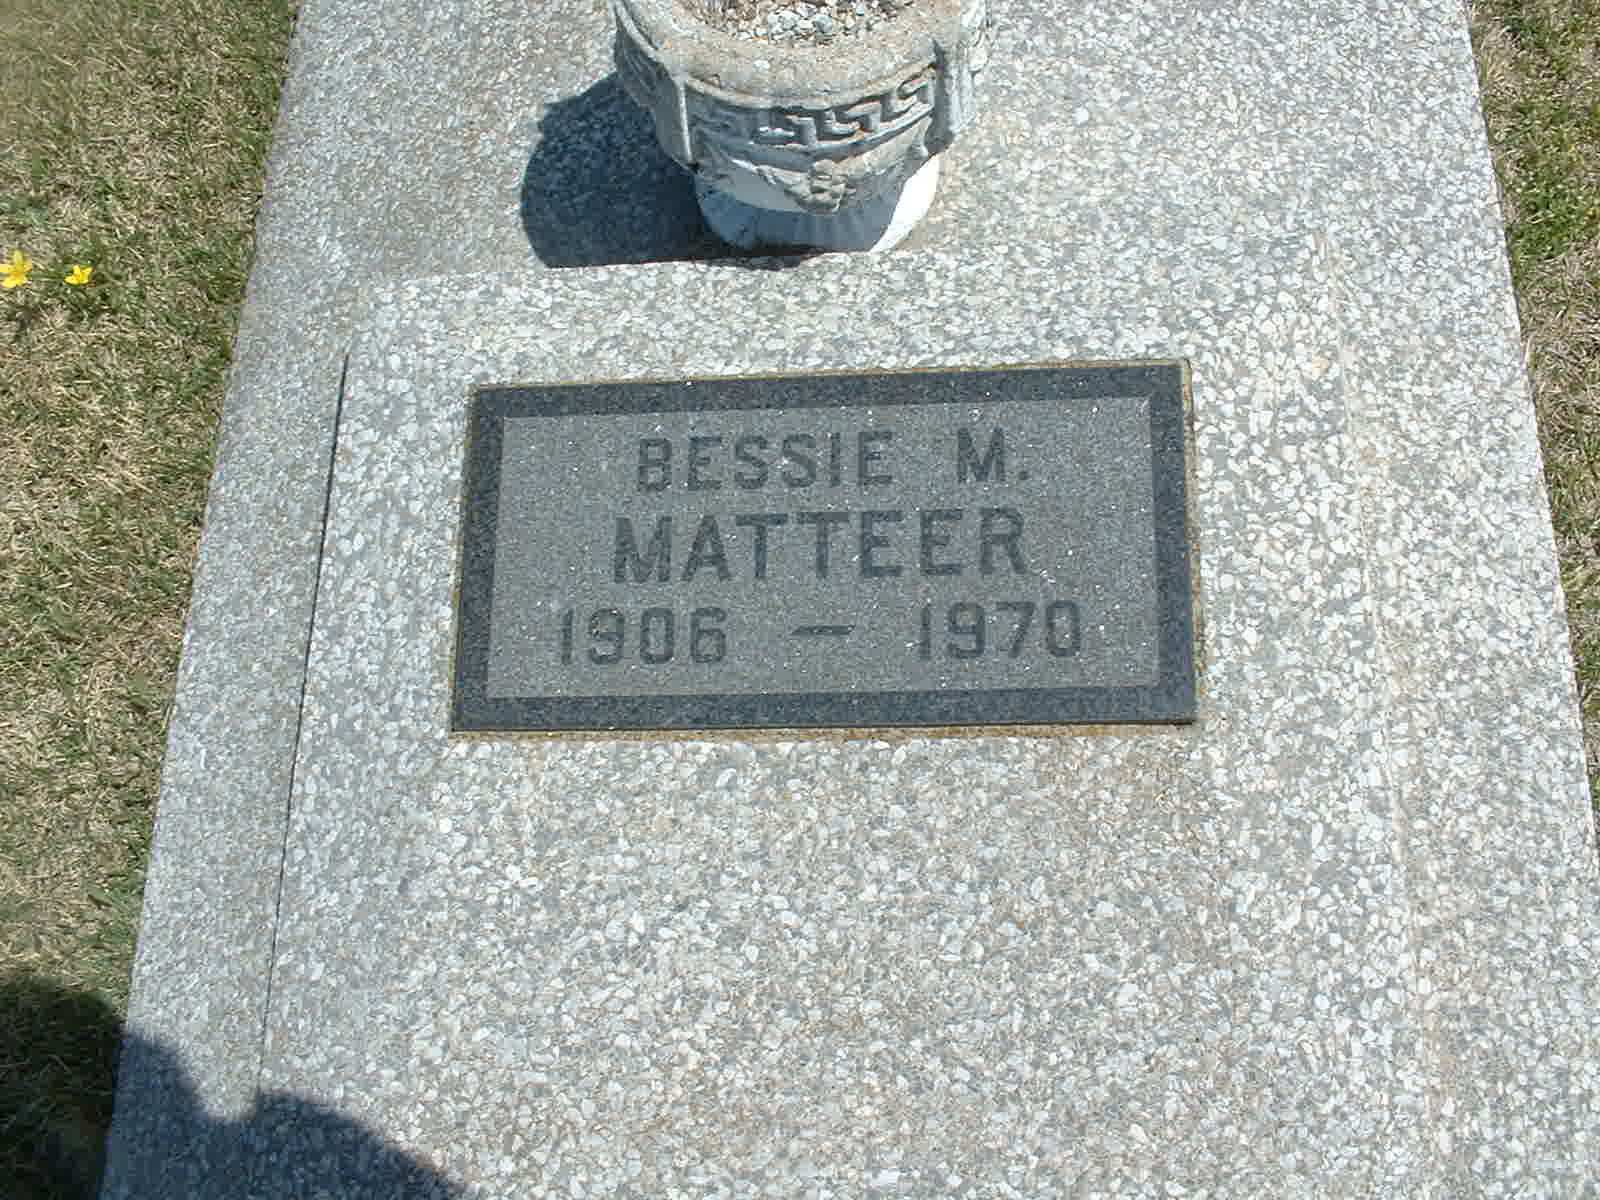 BESSIE M.
MATTEER
1906 — 1970